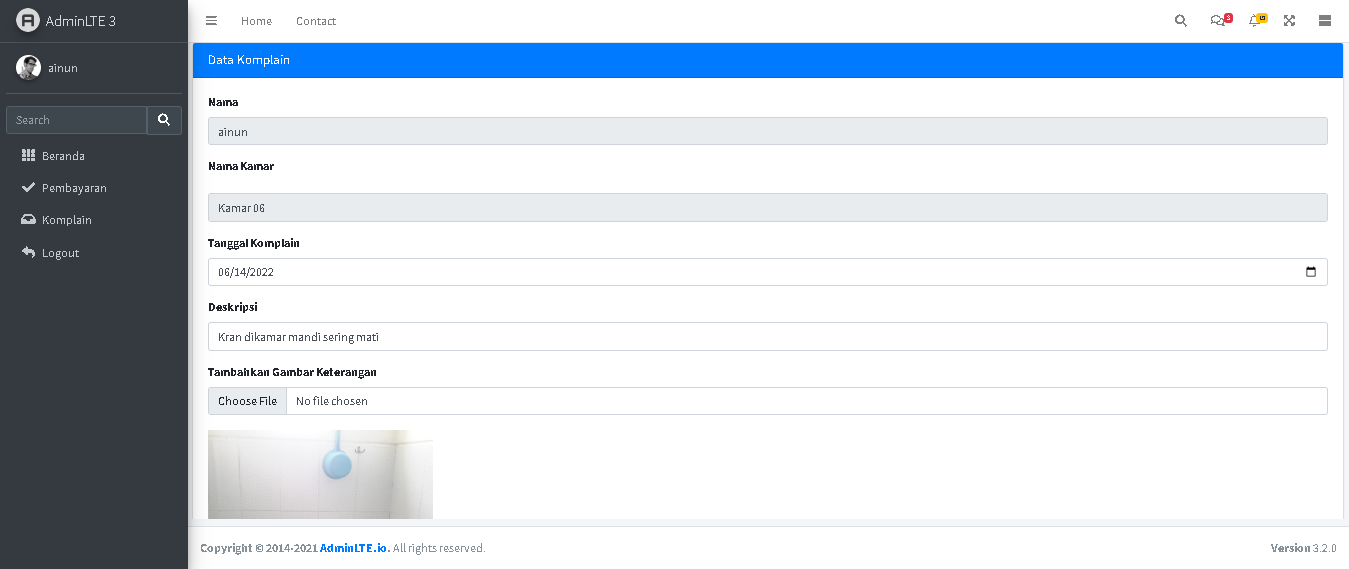 AdminLTE 3
Home
Contact
3
15
ainun
Data Komplain
Search
Nama
ainun
Beranda
Nama Kamar
Pembayaran
Kamar 06
Komplain
Tanggal Komplain
Logout
06/14/2022
Deskripsi
Kran dikamar mandi sering mati
Tambahkan Gambar Keterangan
Choose File No file chosen
Copyright © 2014-2021 AdminLTE.io. All rights reserved.
Version 3.2.0